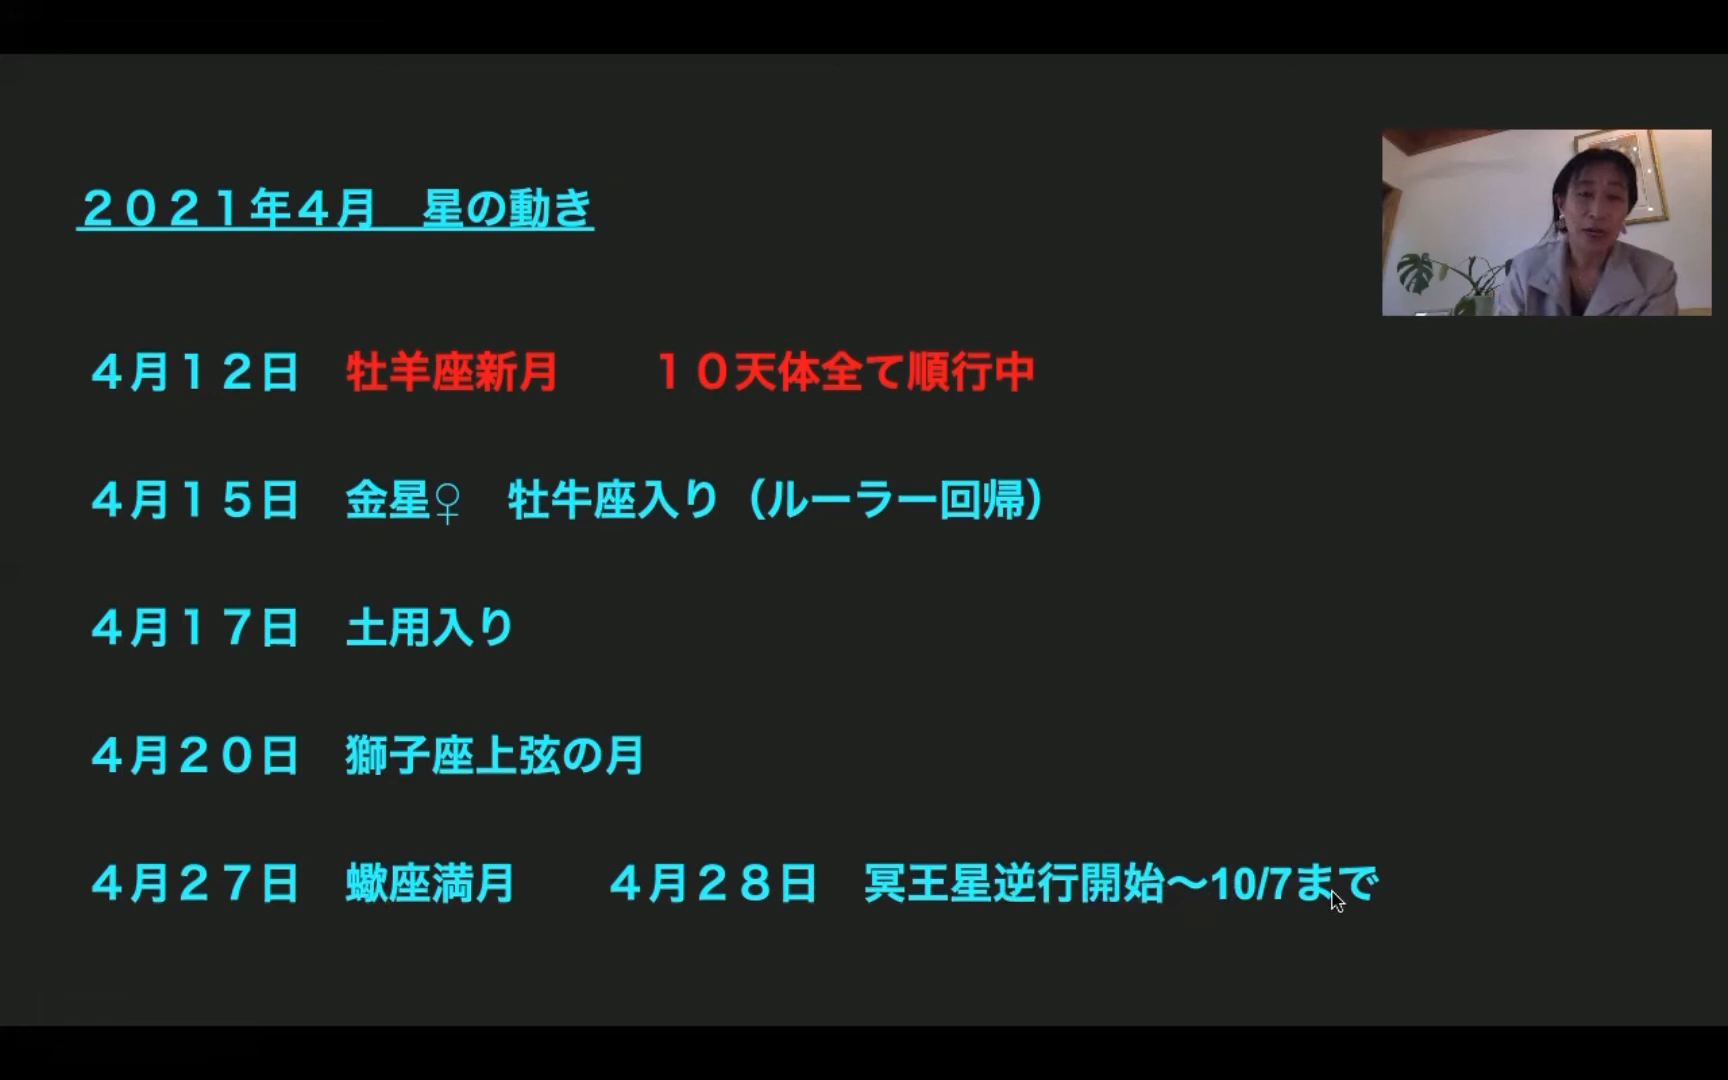 ２０２１年４月　星の動き
４月１２日　牡羊座新月　　１０天体全て順行中
４月１５日　金星♀　牡牛座入り（ルーラー回帰）
４月１７日　土用入り
４月２０日　獅子座上弦の月
４月２７日　蠍座満月　　４月２８日　冥王星逆行開始〜10/7まで